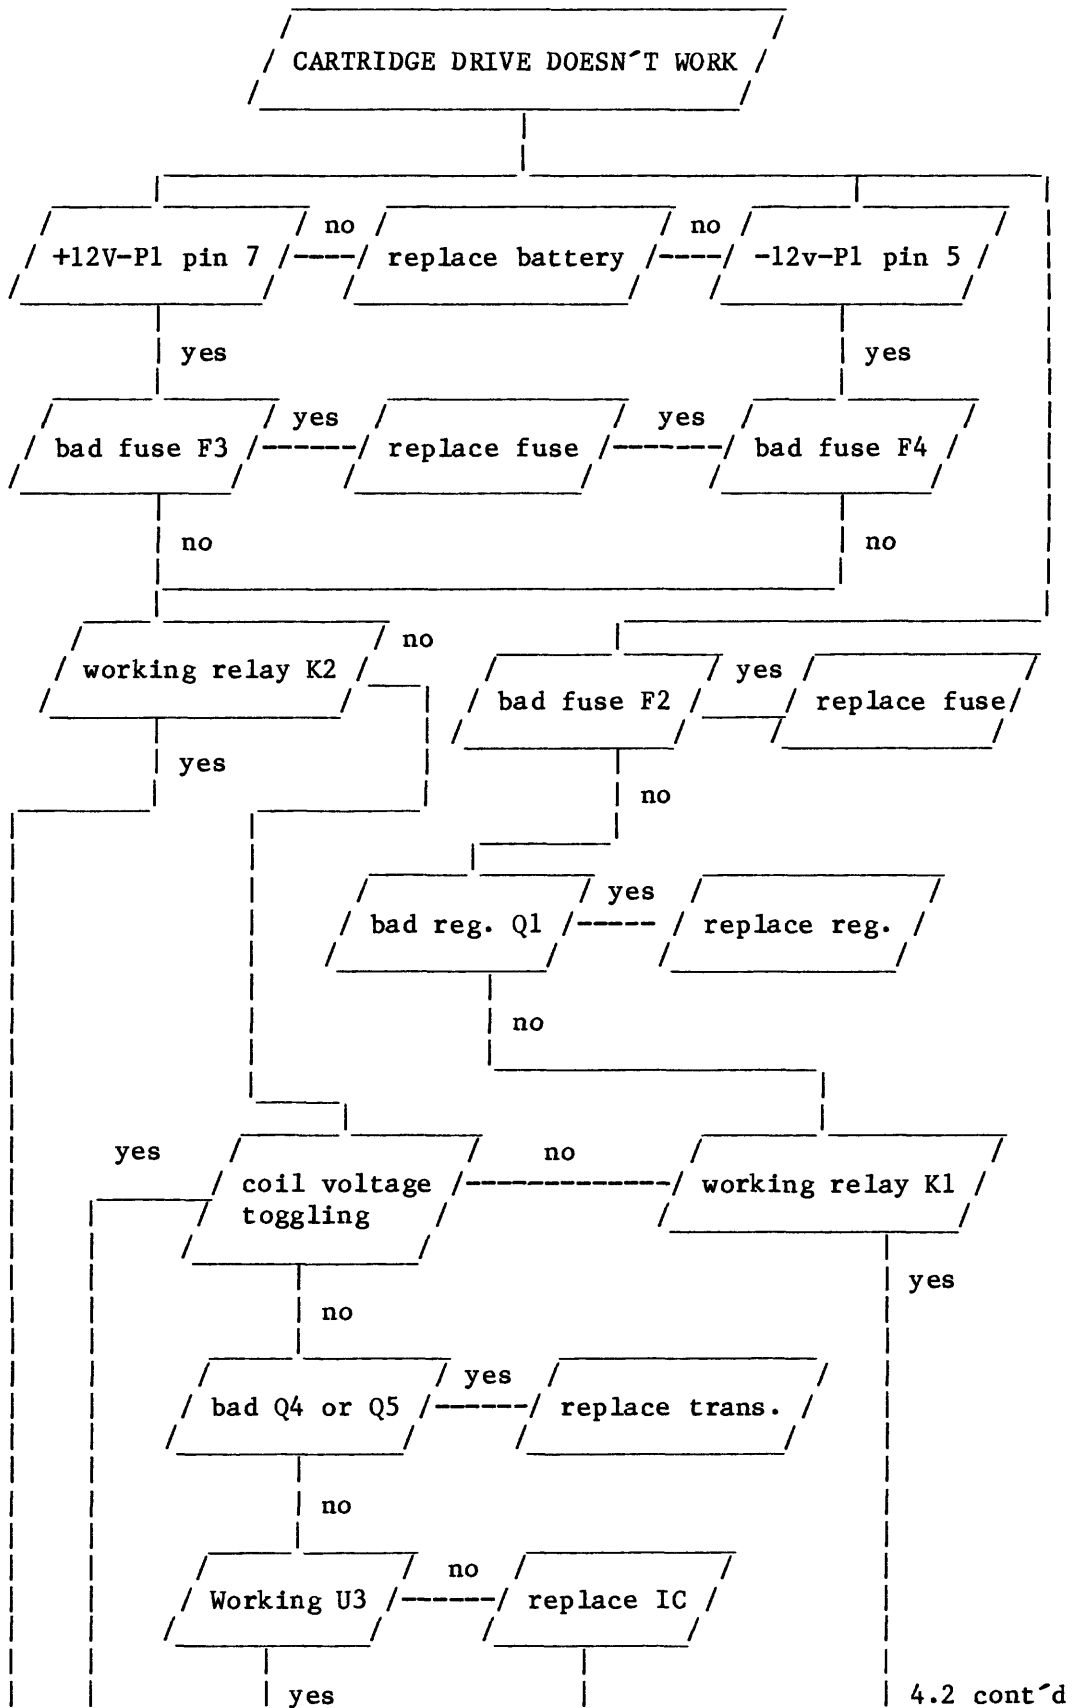 CARTRIDGE DRIVE DOESN´T WORK
+12V-P1 pin 7
no
replace battery
no
-12v-P1 pin 5
yes
yes
bad fuse F3
yes
replace fuse
yes
bad fuse F4
no
no
working relay K2
no
bad fuse F2
yes
replace fuse
yes
no
bad reg. Q1
yes
replace reg.
no
yes
coil voltage
toggling
no
working relay K1
yes
no
bad Q4 or Q5
yes
replace trans.
no
Working U3
no
replace IC
yes
4.2 cont´d